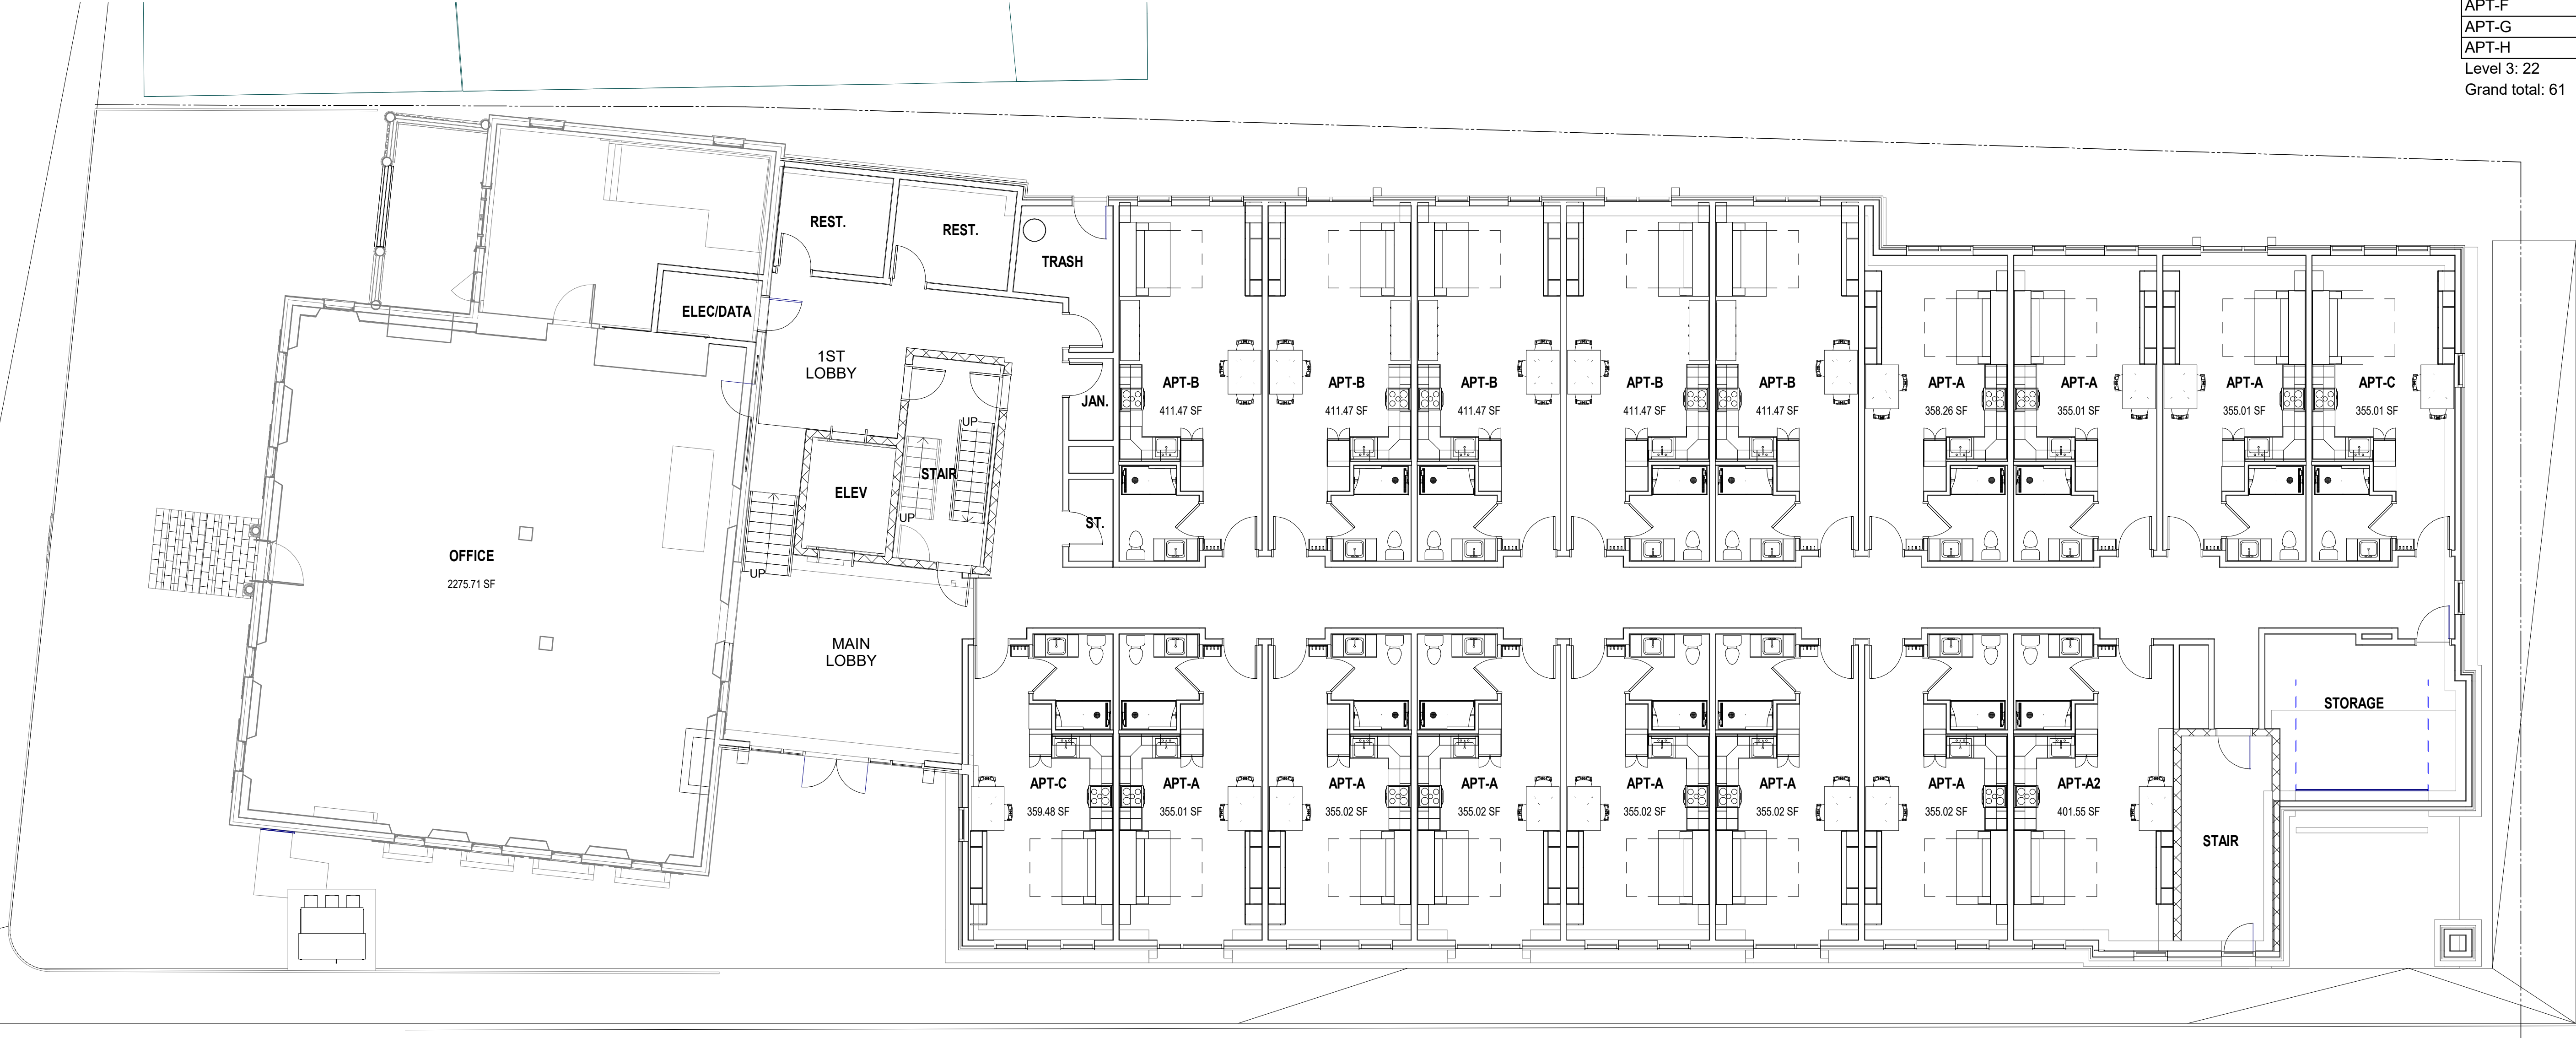 APT-F
APT-G
APT-H
Level 3: 22
Grand total: 61
REST.
REST.
TRASH
ELEC/DATA
1ST
LOBBY
JAN.
UP
STAIR
ELEV
UP
ST.
UP
OFFICE
2275.71 SF
MAIN
LOBBY
APT-B
411.47 SF
APT-B
411.47 SF
APT-B
411.47 SF
APT-B
411.47 SF
APT-B
411.47 SF
APT-A
358.26 SF
APT-A
355.01 SF
APT-A
355.01 SF
APT-C
355.01 SF
APT-C
359.48 SF
APT-A
355.01 SF
APT-A
355.02 SF
APT-A
355.02 SF
APT-A
355.02 SF
APT-A
355.02 SF
APT-A
355.02 SF
APT-A2
401.55 SF
STORAGE
STAIR